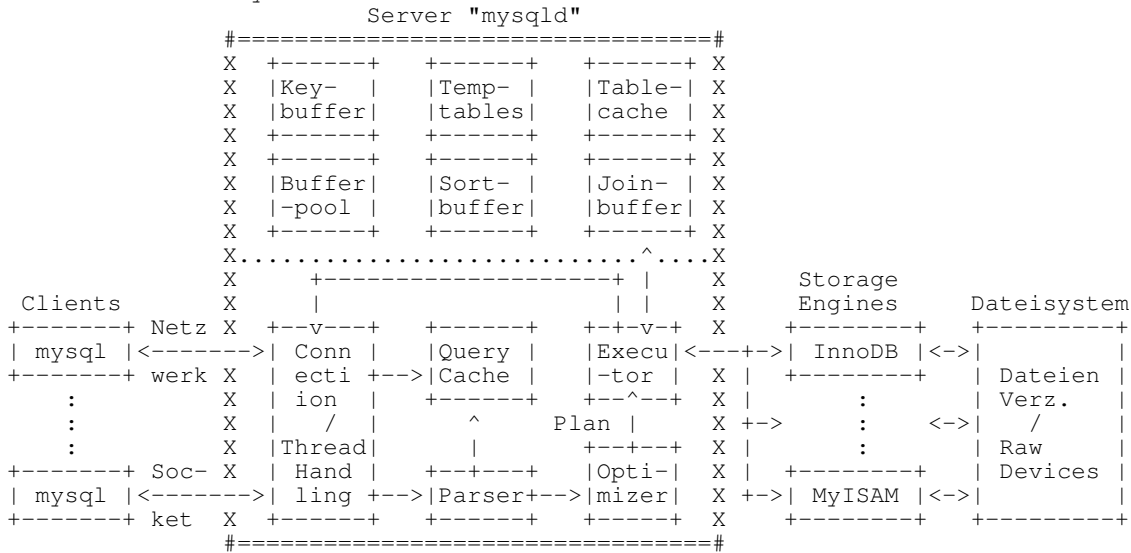 Server "mysqld"
#=================================#
X  +------+   +------+   +------+ X
X  |Key-  |   |Temp- |   |Table-| X
X  |buffer|   |tables|   |cache | X
X  +------+   +------+   +------+ X
X  +------+   +------+   +------+ X
X  |Buffer|   |Sort- |   |Join- | X
X  |-pool |   |buffer|   |buffer| X
X  +------+   +------+   +------+ X
X............................^....X
X     +---------------------+ |    X      Storage
Clients       X     |                     | |    X      Engines     Dateisystem
+-------+ Netz X  +--v---+   +------+   +-+-v-+  X    +--------+   +---------+
| mysql |<------->| Conn |   |Query |   |Execu|<---+->| InnoDB |<->|         |
+-------+ werk X  | ecti +-->|Cache |   |-tor |  X |  +--------+   | Dateien |
:       X  | ion  |   +------+   +--^--+  X |      :        | Verz.   |
:       X  |  /   |      ^     Plan |     X +->    :     <->|   /     |
:       X  |Thread|      |       +--+--+  X |      :        | Raw     |
+-------+ Soc- X  | Hand |   +--+---+   |Opti-|  X |  +--------+   | Devices |
| mysql |<------->| ling +-->|Parser+-->|mizer|  X +->| MyISAM |<->|         |
+-------+ ket  X  +------+   +------+   +-----+  X    +--------+   +---------+
#=================================#